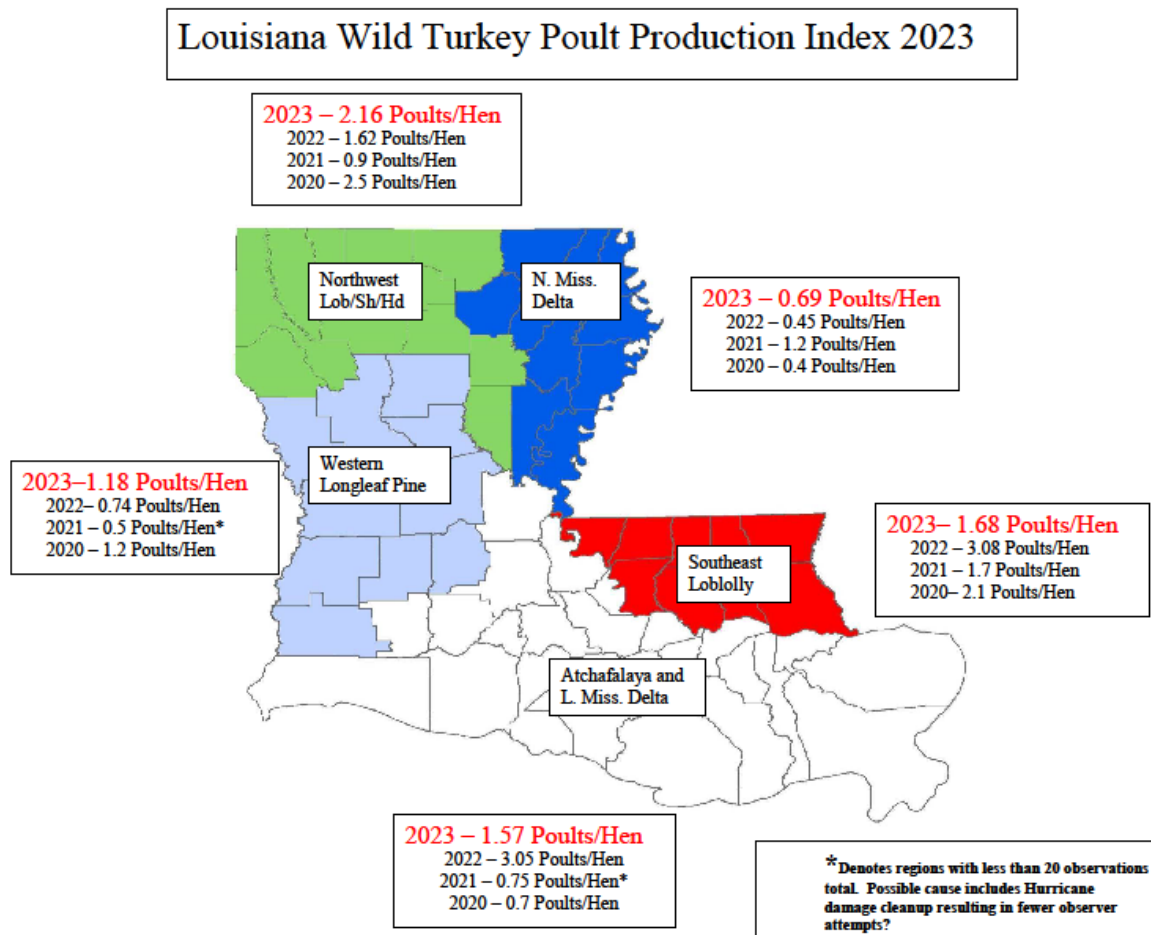 Louisiana Wild Turkey Poult Production Index 2023
2023 – 2.16 Poults/Hen
2022 – 1.62 Poults/Hen
2021 – 0.9 Poults/Hen
2020 – 2.5 Poults/Hen
Northwest
Lob/Sh/Hd
N. Miss.
Delta
2023 – 0.69 Poults/Hen
2022 – 0.45 Poults/Hen
2021 – 1.2 Poults/Hen
2020 – 0.4 Poults/Hen
Western
Longleaf Pine
2023–1.18 Poults/Hen
2022– 0.74 Poults/Hen
2021 – 0.5 Poults/Hen*
2020 – 1.2 Poults/Hen
Southeast
Loblolly
2023– 1.68 Poults/Hen
2022 – 3.08 Poults/Hen
2021 – 1.7 Poults/Hen
2020– 2.1 Poults/Hen
Atchafalaya and
L. Miss. Delta
2023 – 1.57 Poults/Hen
2022 – 3.05 Poults/Hen
2021 – 0.75 Poults/Hen*
2020 – 0.7 Poults/Hen
*Denotes regions with less than 20 observations
total. Possible cause includes Hurricane
damage cleanup resulting in fewer observer
attempts?